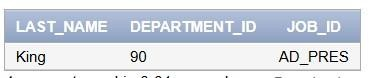 LAST_NAME DEPARTMENT_ID JOB_ID
King 90 AD_PRES